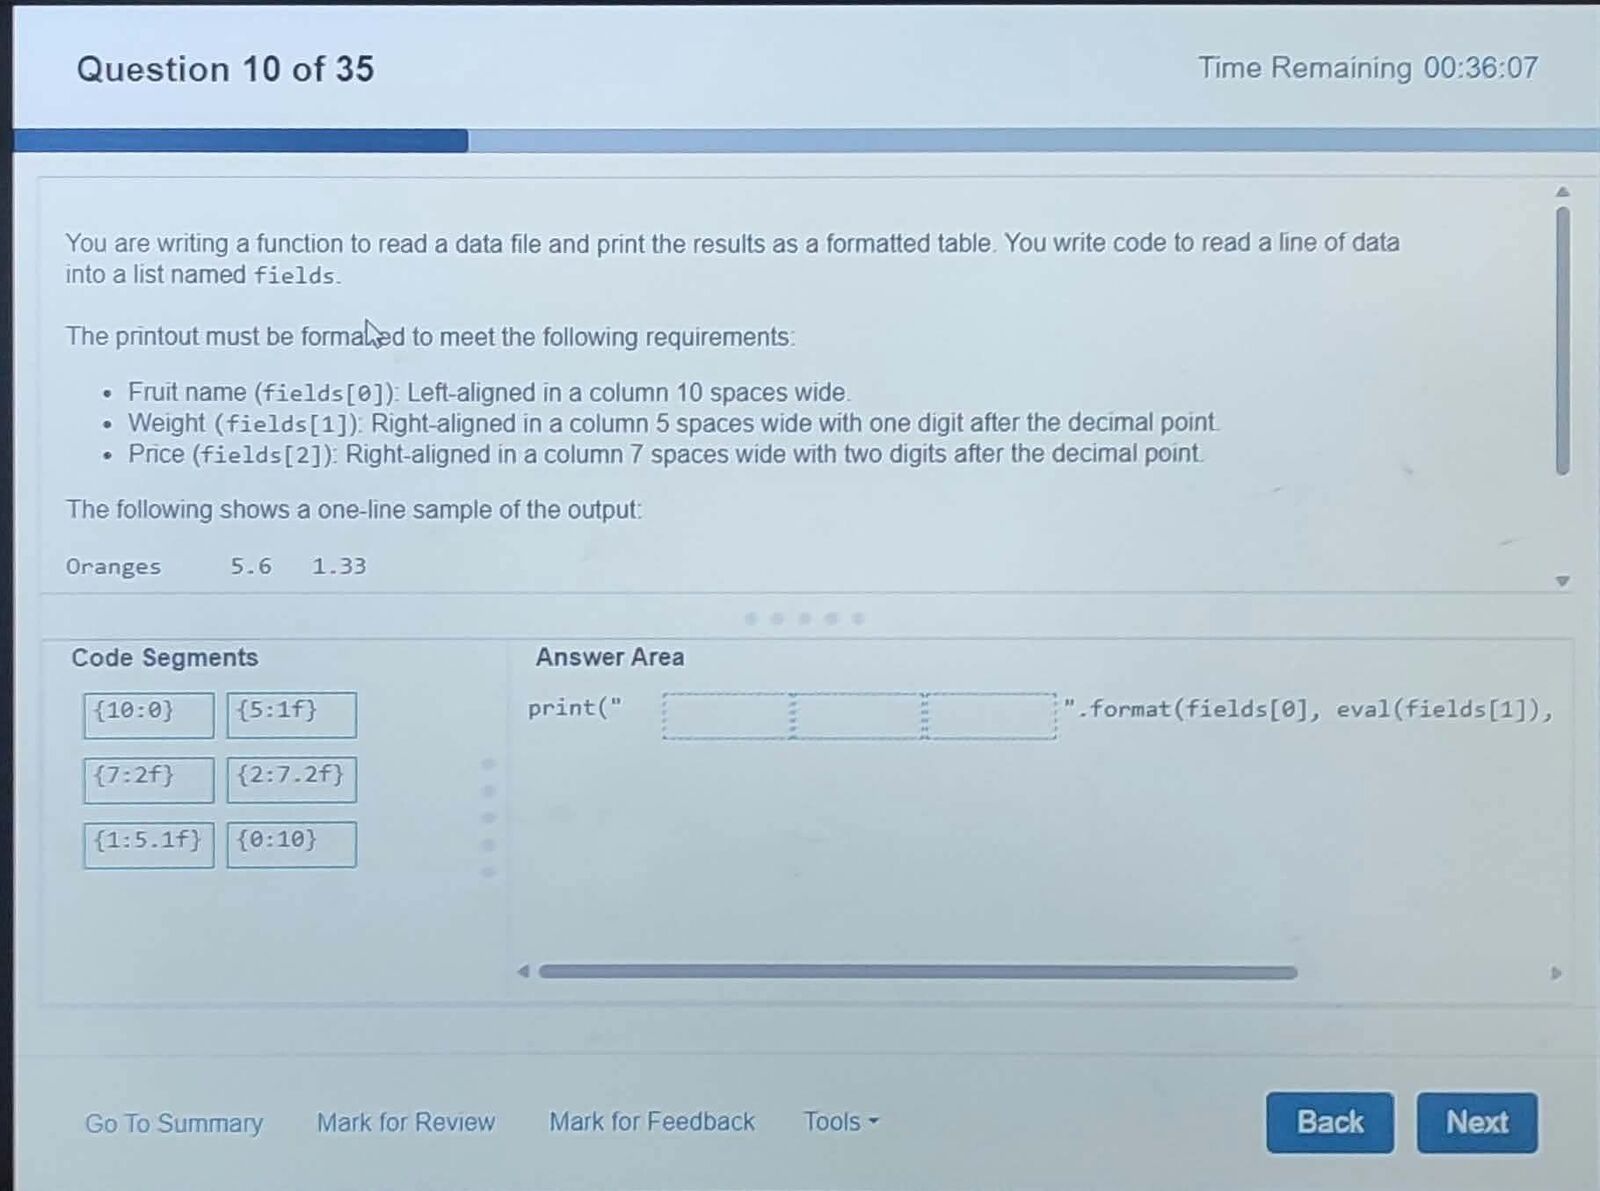 Question 10 of 35
Time Remaining 00:36:07
You are writing a function to read a data file and print the results as a formatted table. You write code to read a line of data
into a list named fields.
The printout must be formatted to meet the following requirements:
• Fruit name (fields[0]): Left-aligned in a column 10 spaces wide.
• Weight (fields[1]): Right-aligned in a column 5 spaces wide with one digit after the decimal point.
• Price (fields[2]): Right-aligned in a column 7 spaces wide with two digits after the decimal point.
The following shows a one-line sample of the output:
Oranges 5.6 1.33
Code Segments
{10:0} {5:1f}
{7:2f} {2:7.2f}
{1:5.1f} {0:10}
Answer Area
print(" ".format(fields[0], eval(fields[1]),
Go To Summary Mark for Review Mark for Feedback Tools
Back Next